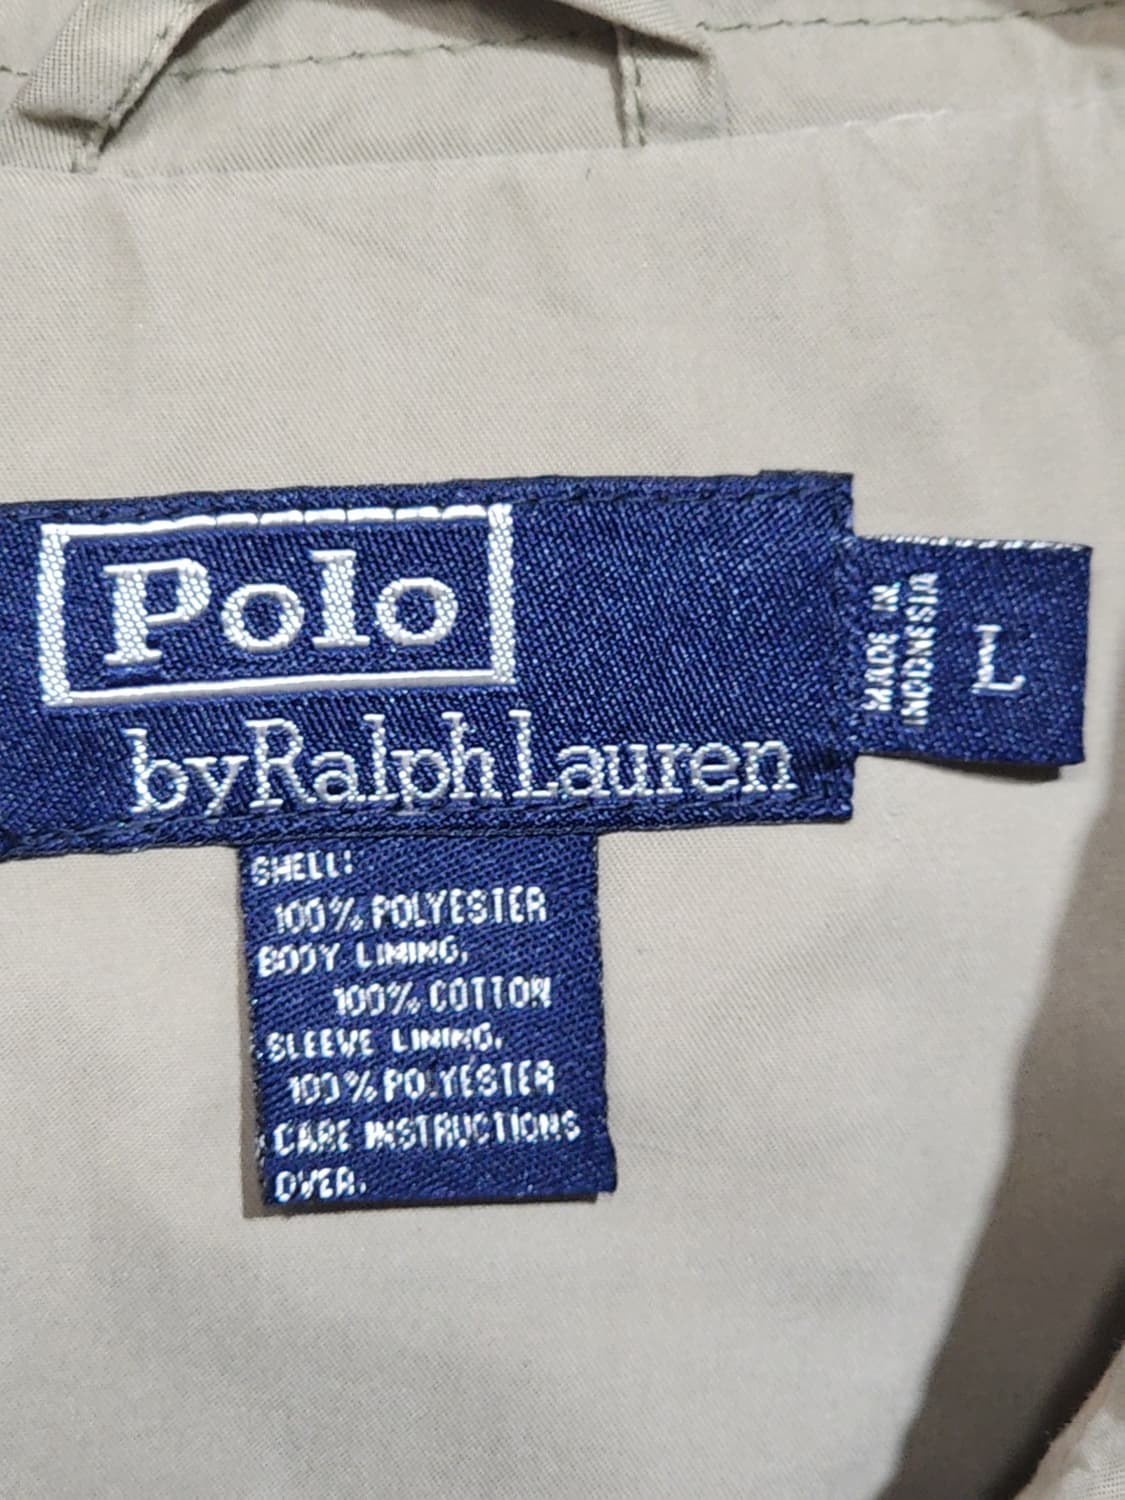 Polo
by Ralph Lauren
MADE IN
INDONESIA
L
SHELL:
100% POLYESTER
BODY LINING,
100% COTTON
SLEEVE LINING,
100% POLYESTER
CARE INSTRUCTIONS
OVER.